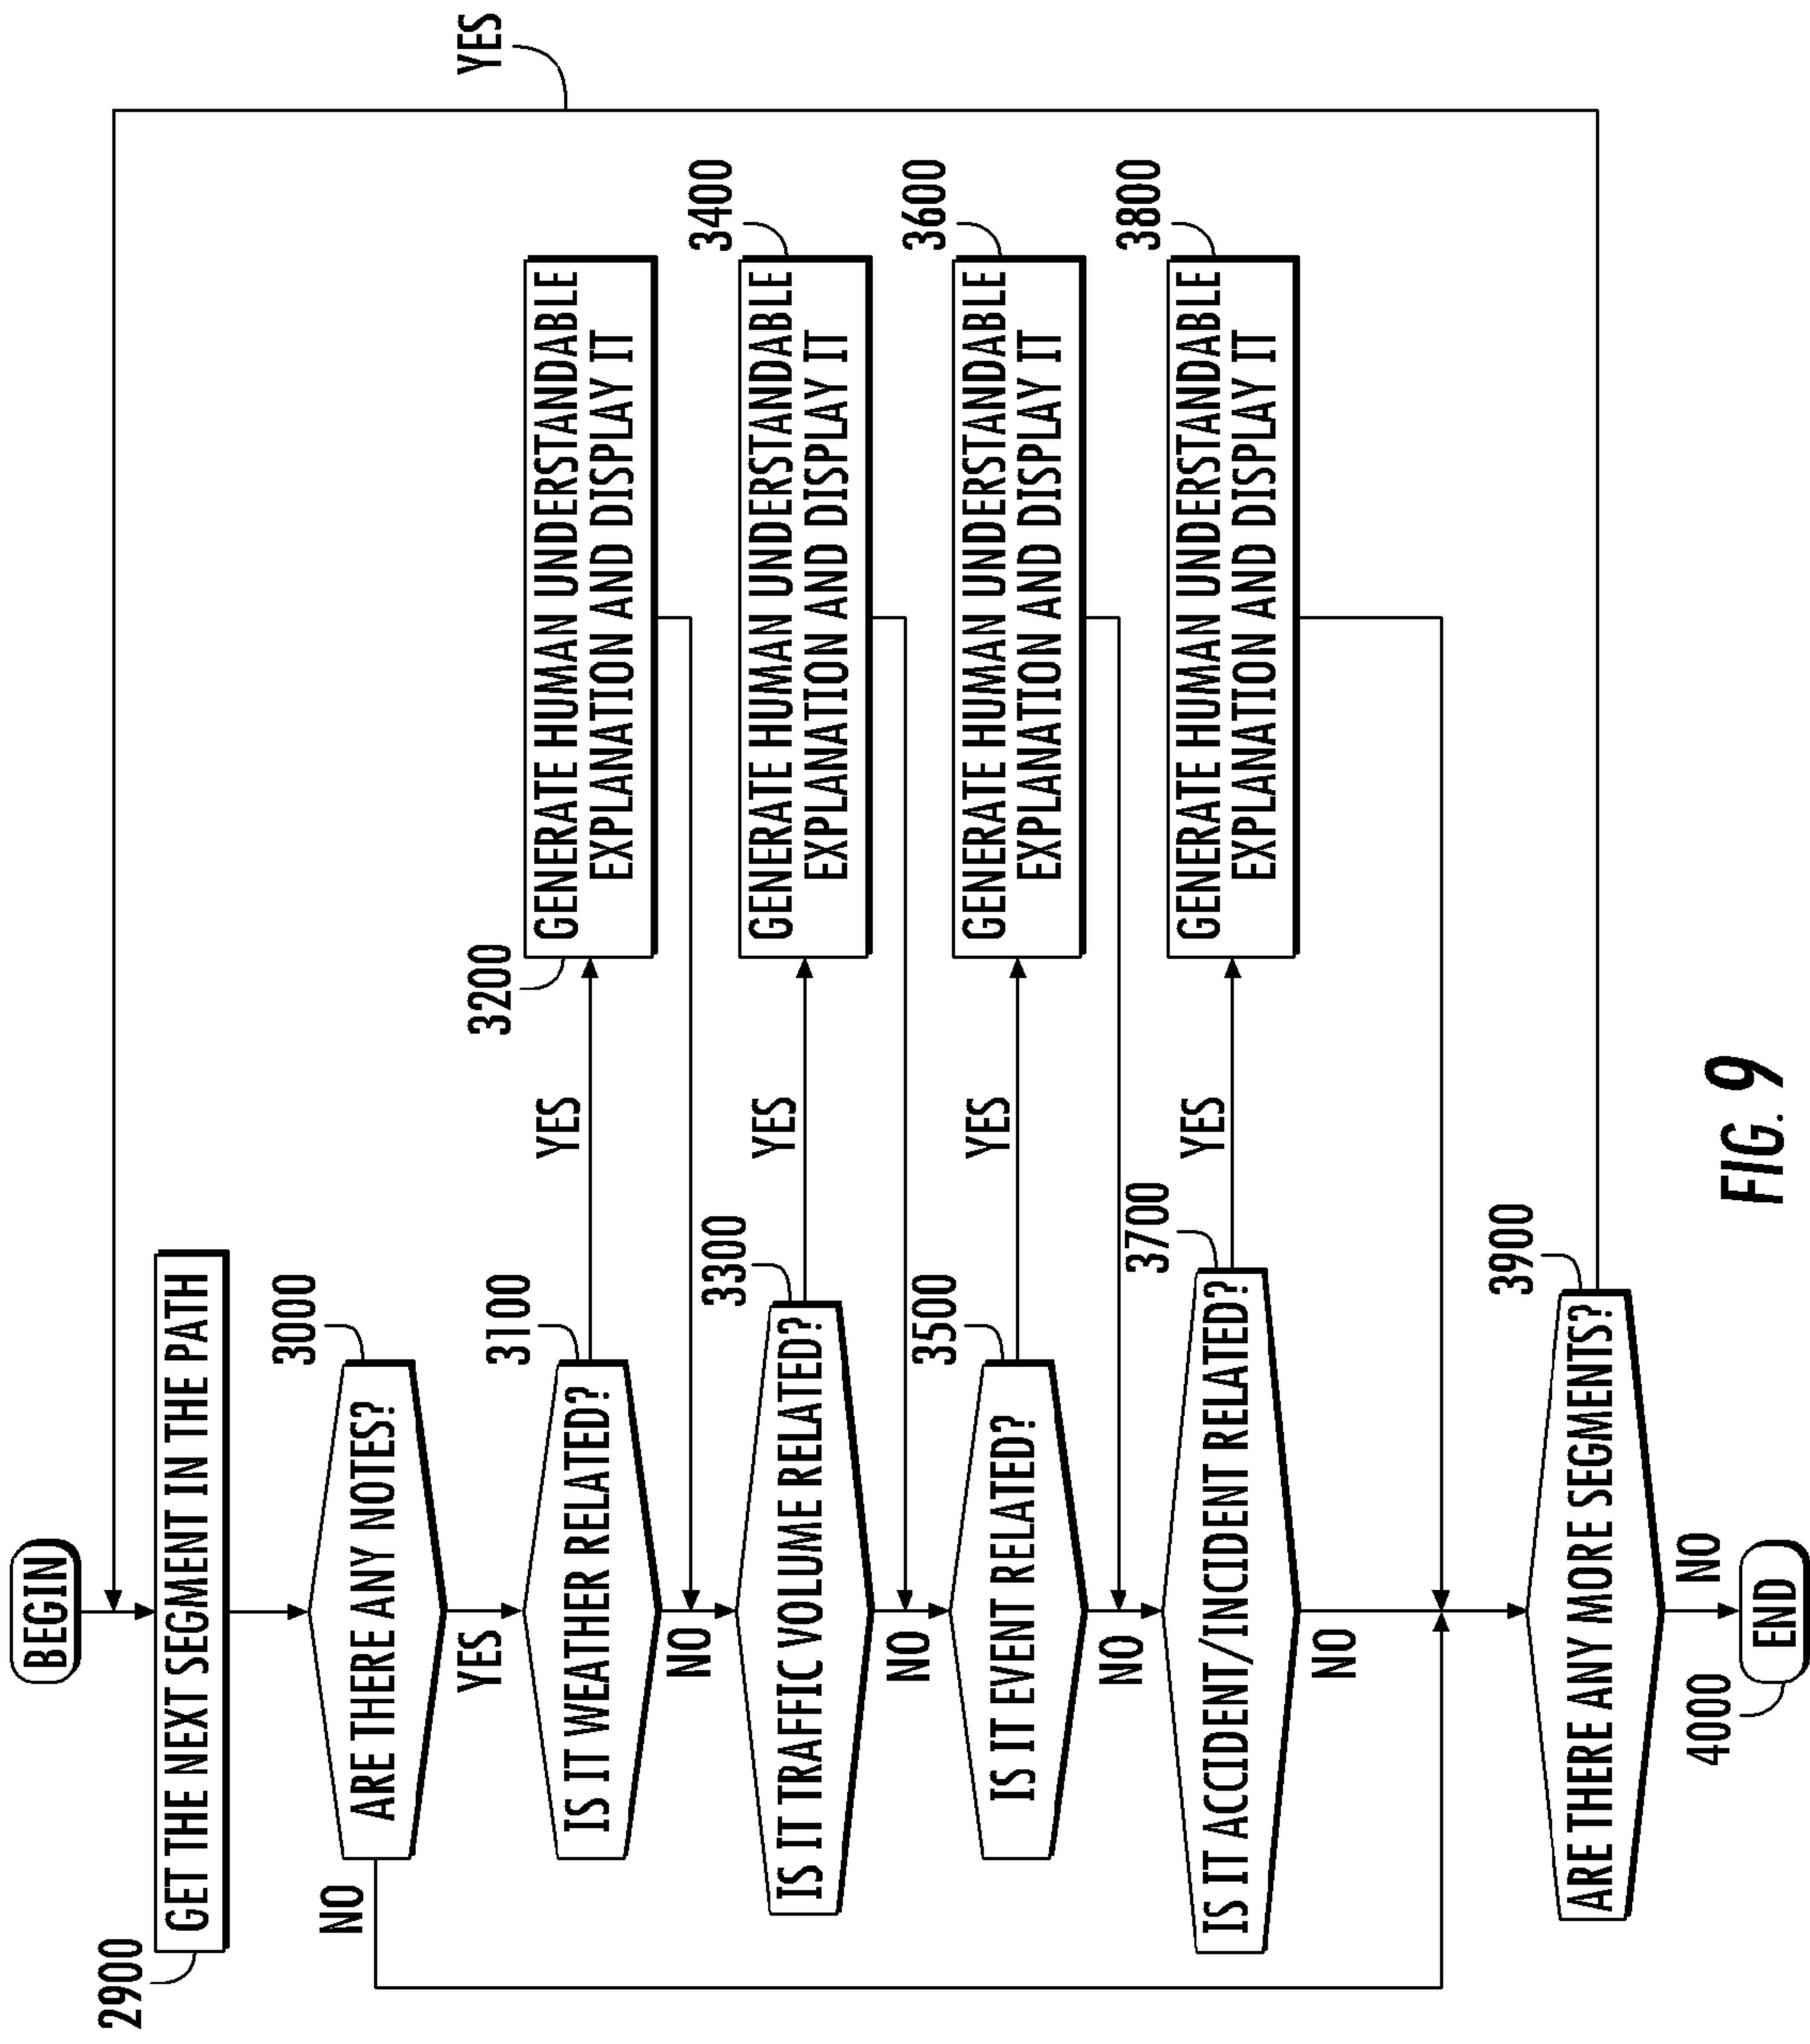 BEGIN
YES
2900
GET THE NEXT SEGMENT IN THE PATH
3000
ARE THERE ANY NOTES?
NO
YES
3100
IS IT WEATHER RELATED?
YES
3200
GENERATE HUMAN UNDERSTANDABLE
EXPLANATION AND DISPLAY IT
NO
3300
IS IT TRAFFIC VOLUME RELATED?
YES
3400
GENERATE HUMAN UNDERSTANDABLE
EXPLANATION AND DISPLAY IT
NO
3500
IS IT EVENT RELATED?
YES
3600
GENERATE HUMAN UNDERSTANDABLE
EXPLANATION AND DISPLAY IT
NO
3700
IS IT ACCIDENT/INCIDENT RELATED?
YES
3800
GENERATE HUMAN UNDERSTANDABLE
EXPLANATION AND DISPLAY IT
NO
3900
ARE THERE ANY MORE SEGMENTS?
NO
4000
END
FIG. 9